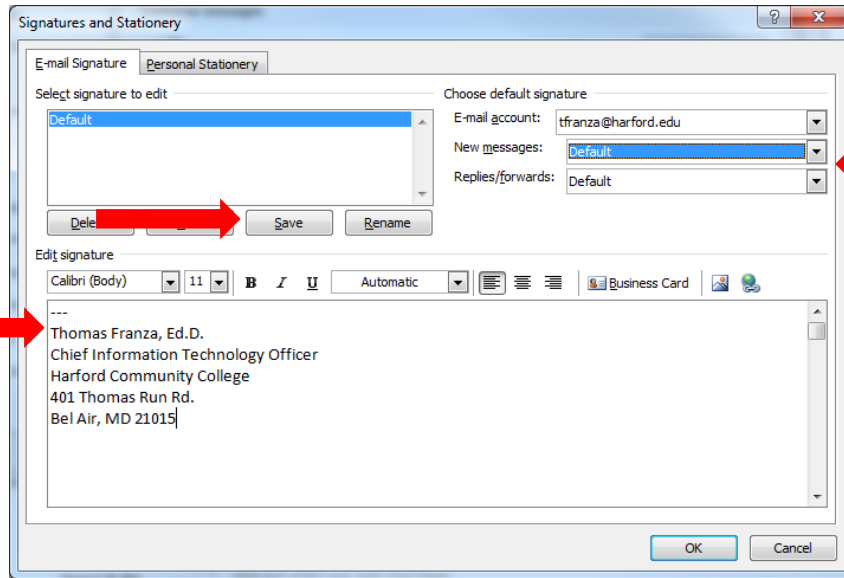 Signatures and Stationery
E-mail Signature Personal Stationery
Select signature to edit
Default
Choose default signature
E-mail account: tfranza@harford.edu
New messages: Default
Replies/forwards: Default
Save Rename
Edit signature
Calibri (Body) 11 B I U Automatic Business Card
---
Thomas Franza, Ed.D.
Chief Information Technology Officer
Harford Community College
401 Thomas Run Rd.
Bel Air, MD 21015
OK Cancel